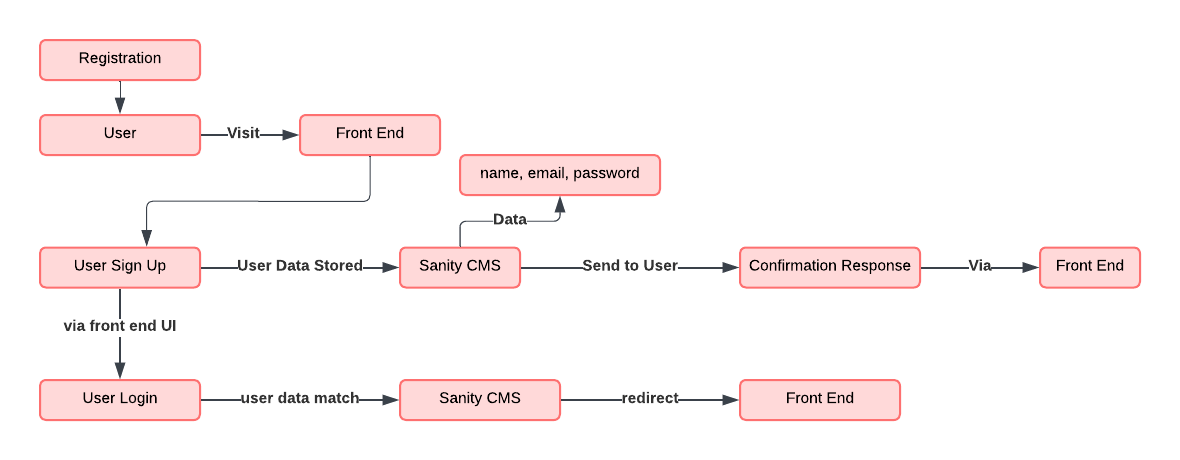 Registration
User
Visit
Front End
name, email, password
Data
User Sign Up
User Data Stored
Sanity CMS
Send to User
Confirmation Response
Via
Front End
via front end UI
User Login
user data match
Sanity CMS
redirect
Front End